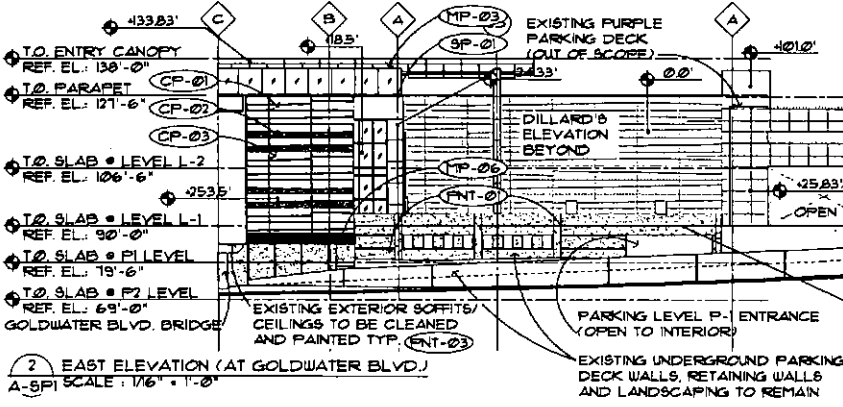 C
B
A
A
+133.83'
+18.5'
MP-03
SP-01
EXISTING PURPLE
PARKING DECK
(OUT OF SCOPE)
+101.0'
T.O. ENTRY CANOPY
REF. EL.: 138'-0"
T.O. PARAPET
REF. EL.: 127'-6"
CP-01
CP-02
CP-03
0.0'
DILLARD'S
ELEVATION
BEYOND
T.O. SLAB @ LEVEL L-2
REF. EL.: 106'-6"
MP-06
+25.83'
OPEN
T.O. SLAB @ LEVEL L-1
REF. EL.: 90'-0"
T.O. SLAB @ P1 LEVEL
REF. EL.: 79'-6"
T.O. SLAB @ P2 LEVEL
REF. EL.: 69'-0"
GOLDWATER BLVD. BRIDGE
EXISTING EXTERIOR SOFFITS/
CEILINGS TO BE CLEANED
AND PAINTED TYP.
PNT-03
PARKING LEVEL P-1 ENTRANCE
(OPEN TO INTERIOR)
EXISTING UNDERGROUND PARKING
DECK WALLS, RETAINING WALLS
AND LANDSCAPING TO REMAIN
2
EAST ELEVATION (AT GOLDWATER BLVD.)
A-SP1
SCALE : 1/16" = 1'-0"